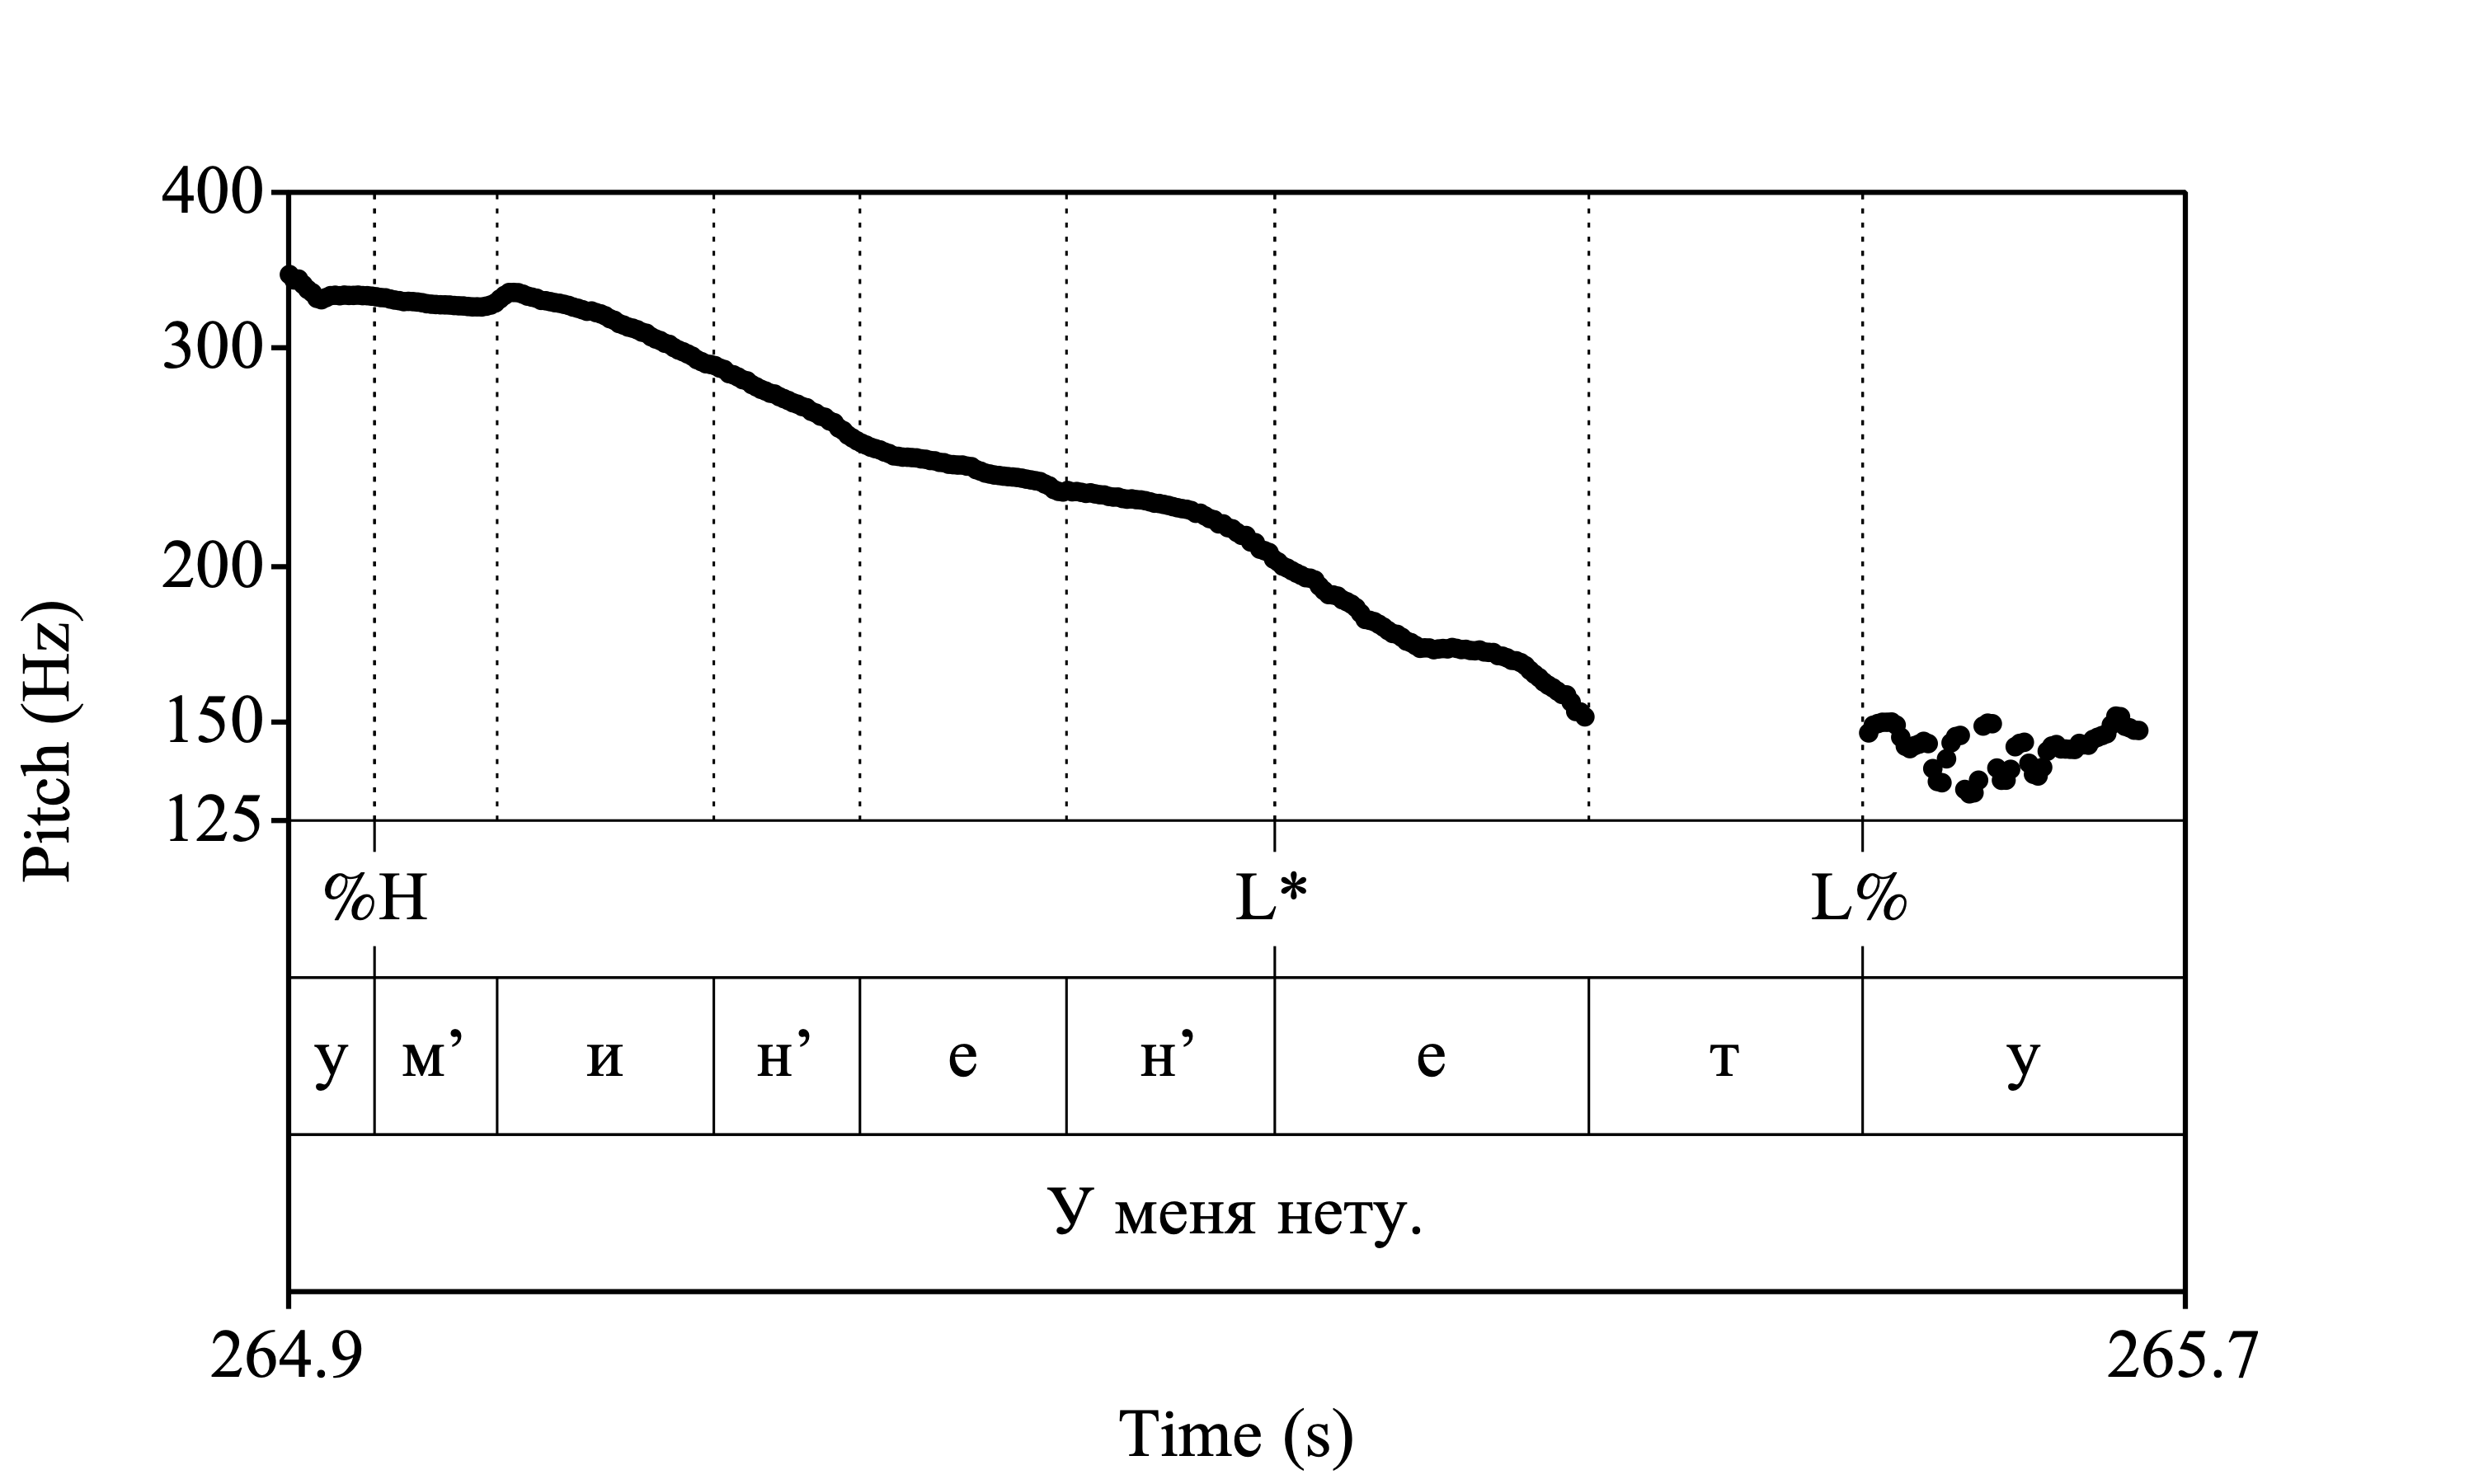 400
300
200
150
125
Pitch (Hz)
%H L* L%
у м’ и н’ е н’ е т у
У меня нету.
264.9 265.7
Time (s)